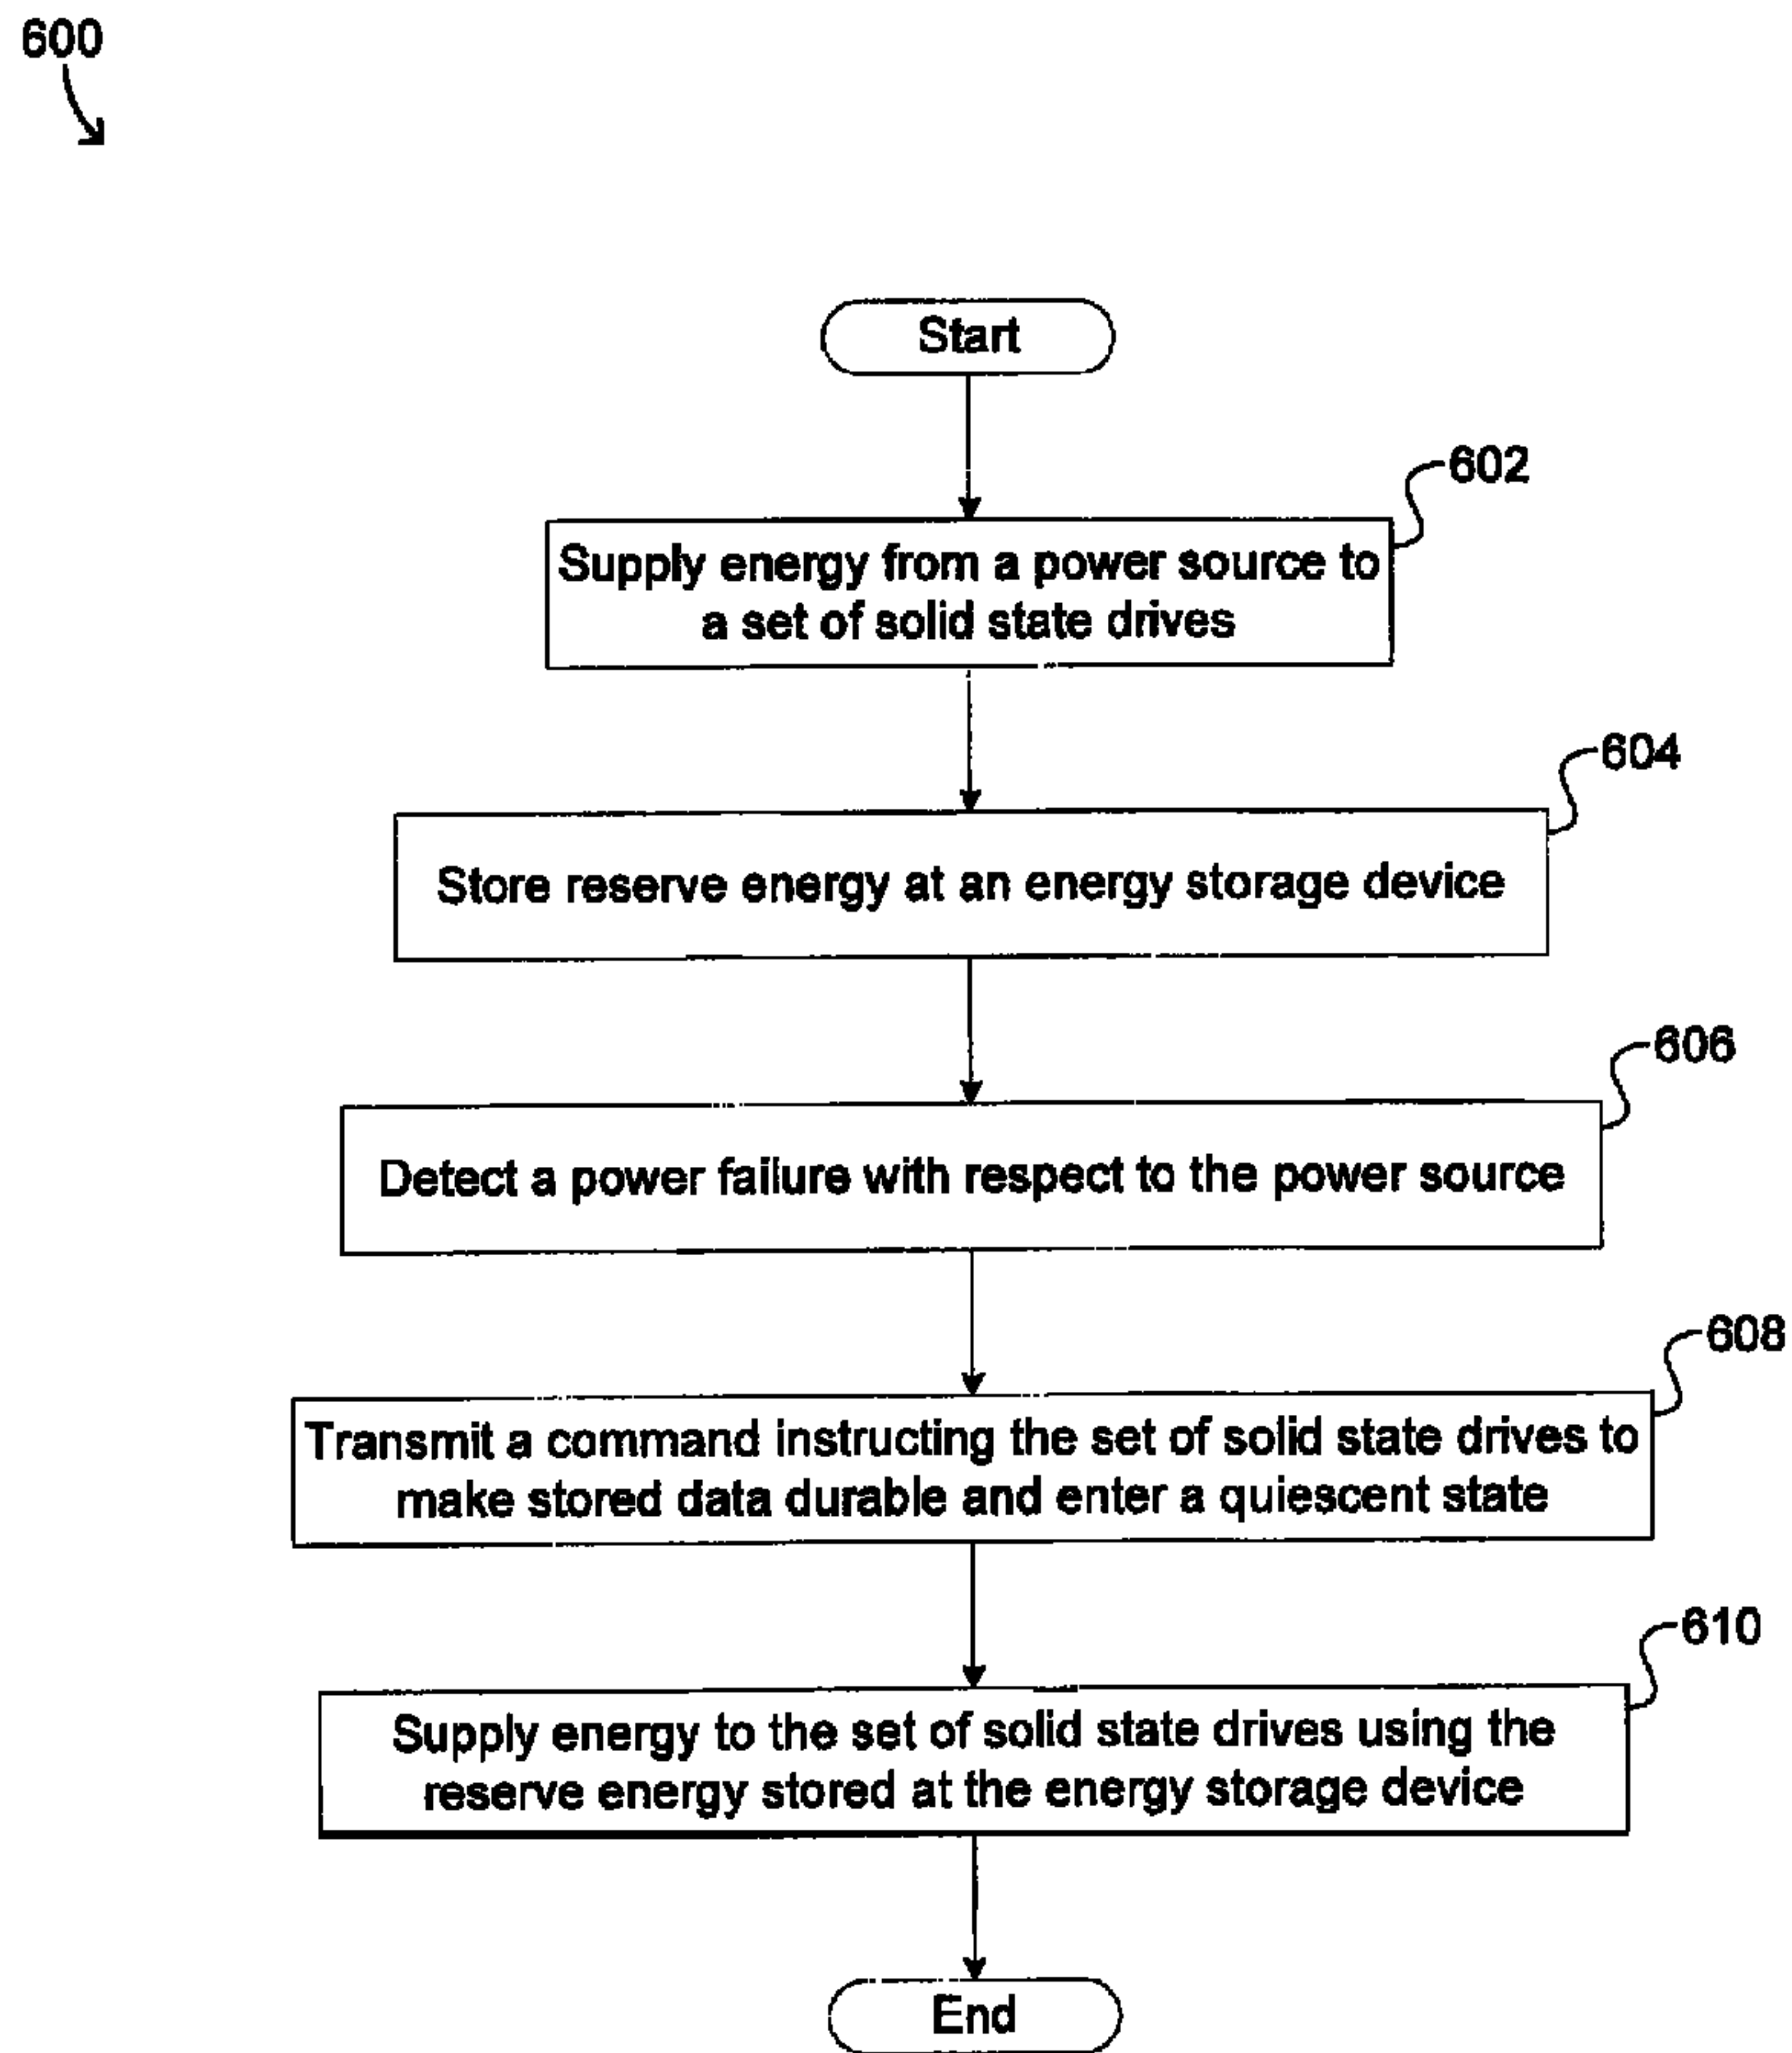 600
Start
602
Supply energy from a power source to
a set of solid state drives
604
Store reserve energy at an energy storage device
606
Detect a power failure with respect to the power source
608
Transmit a command instructing the set of solid state drives to
make stored data durable and enter a quiescent state
610
Supply energy to the set of solid state drives using the
reserve energy stored at the energy storage device
End